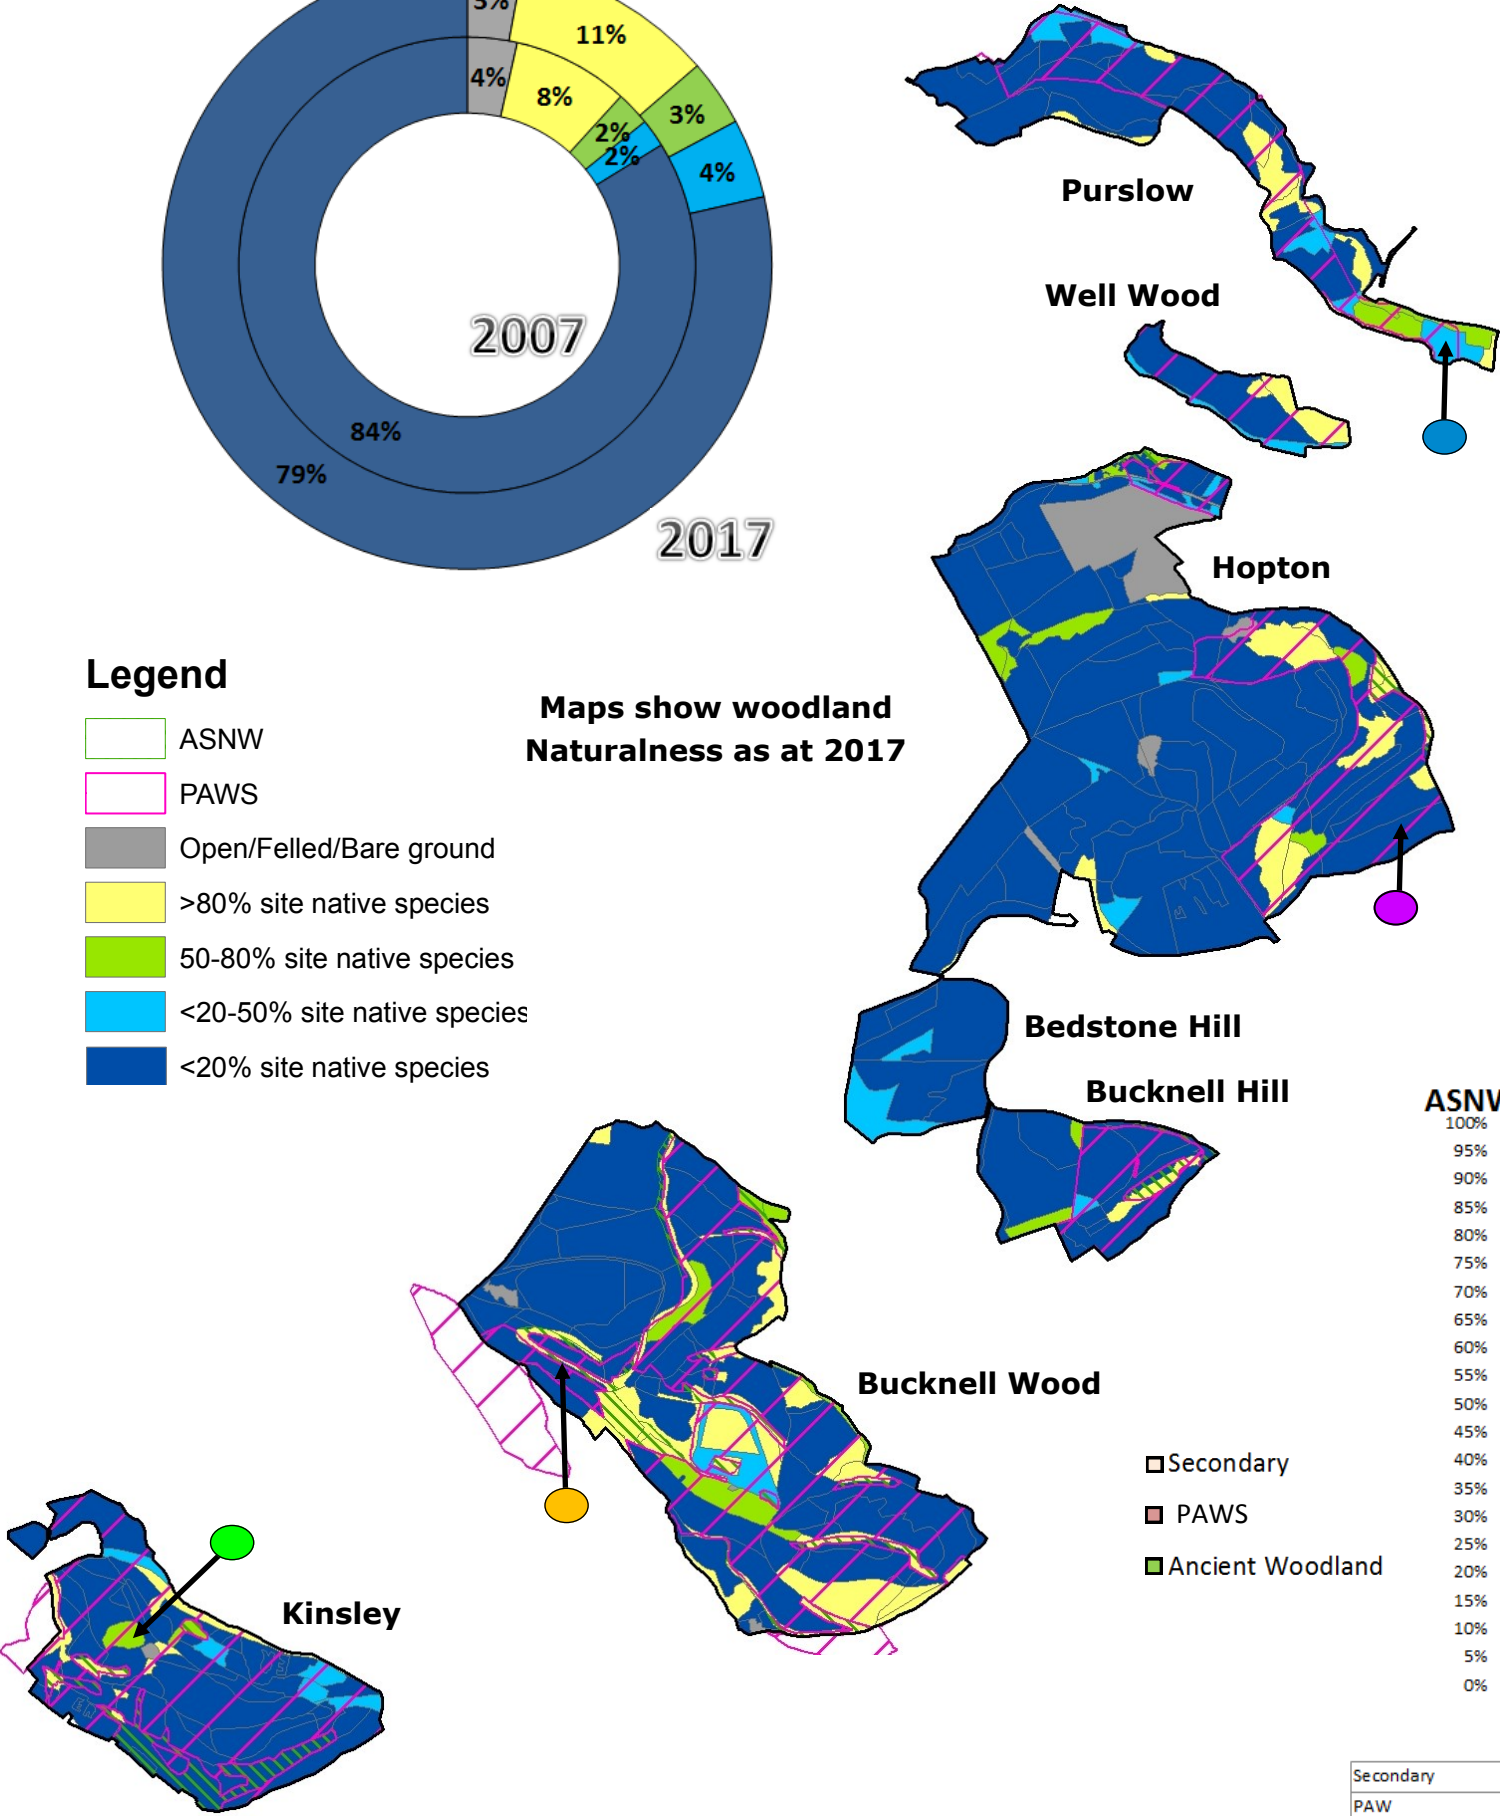 3%
11%
4%
8%
3%
2%
2%
4%
2007
84%
79%
2017
Purslow
Well Wood
Hopton
Legend
ASNW
PAWS
Open/Felled/Bare ground
>80% site native species
50-80% site native species
<20-50% site native species
<20% site native species
Maps show woodland
Naturalness as at 2017
Bedstone Hill
Bucknell Hill
Bucknell Wood
Kinsley
ASNW
100%
95%
90%
85%
80%
75%
70%
65%
60%
55%
50%
45%
40%
35%
30%
25%
20%
15%
10%
5%
0%
Secondary
PAWS
Ancient Woodland
Secondary
PAW